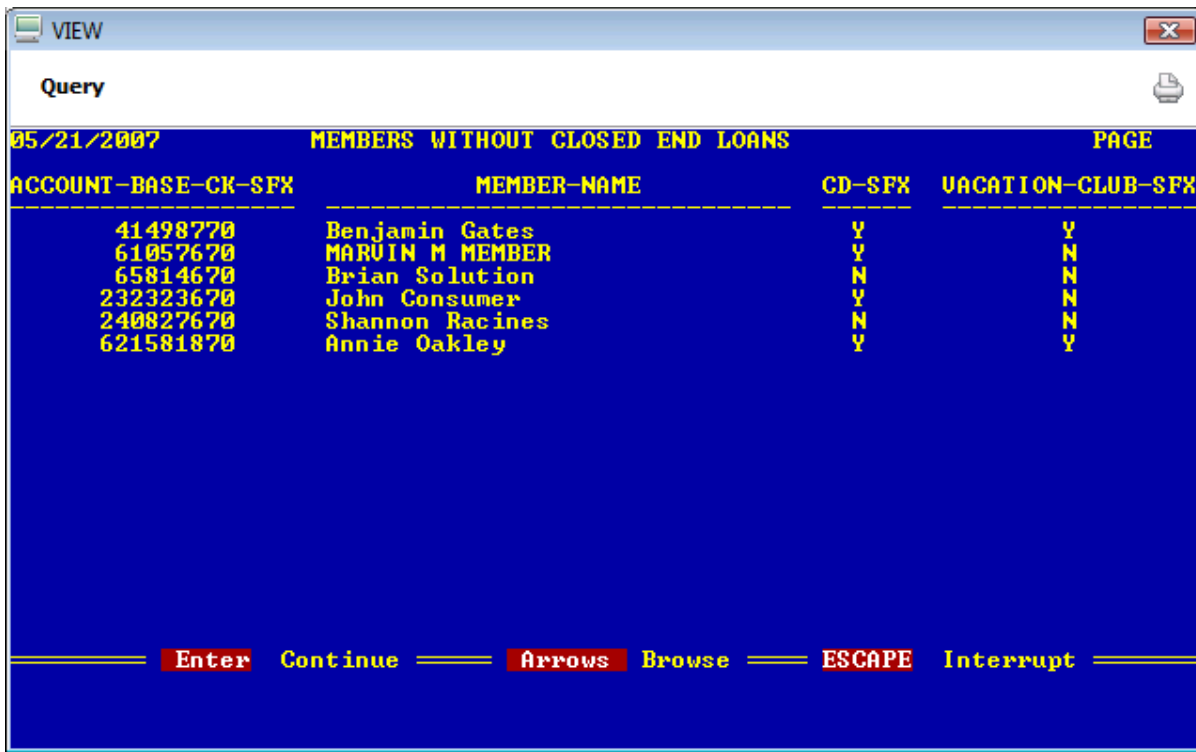 VIEW
Query
05/21/2007 MEMBERS WITHOUT CLOSED END LOANS PAGE
ACCOUNT-BASE-CK-SFX MEMBER-NAME CD-SFX VACATION-CLUB-SFX
41498770 Benjamin Gates Y Y
61057670 MARVIN M MEMBER Y N
65814670 Brian Solution N N
232323670 John Consumer Y N
240827670 Shannon Racines N N
621581870 Annie Oakley Y Y
Enter Continue Arrows Browse ESCAPE Interrupt